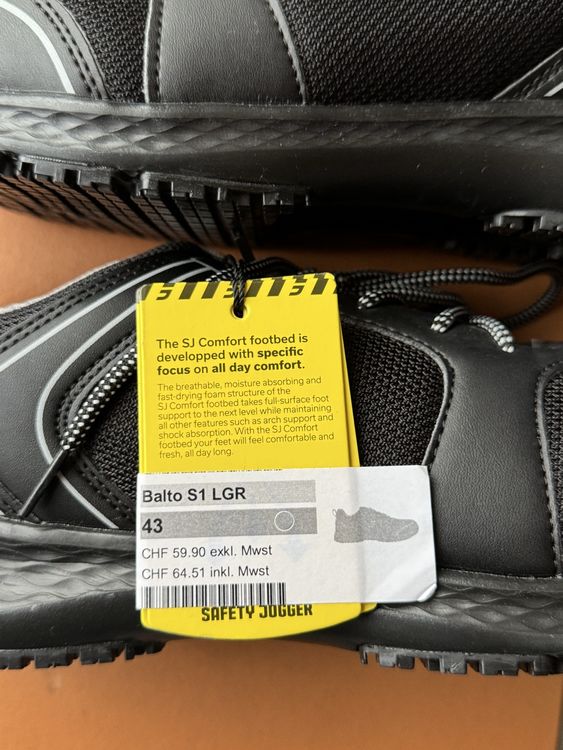 The SJ Comfort footbed is
developped with specific
focus on all day comfort.
The breathable, moisture absorbing and
fast-drying foam structure of the
SJ Comfort footbed takes full-surface foot
support to the next level while maintaining
all other features such as arch support and
shock absorption. With the SJ Comfort
footbed your feet will feel comfortable and
fresh, all day long.
Balto S1 LGR
43
CHF 59.90 exkl. Mwst
CHF 64.51 inkl. Mwst
SAFETY JOGGER